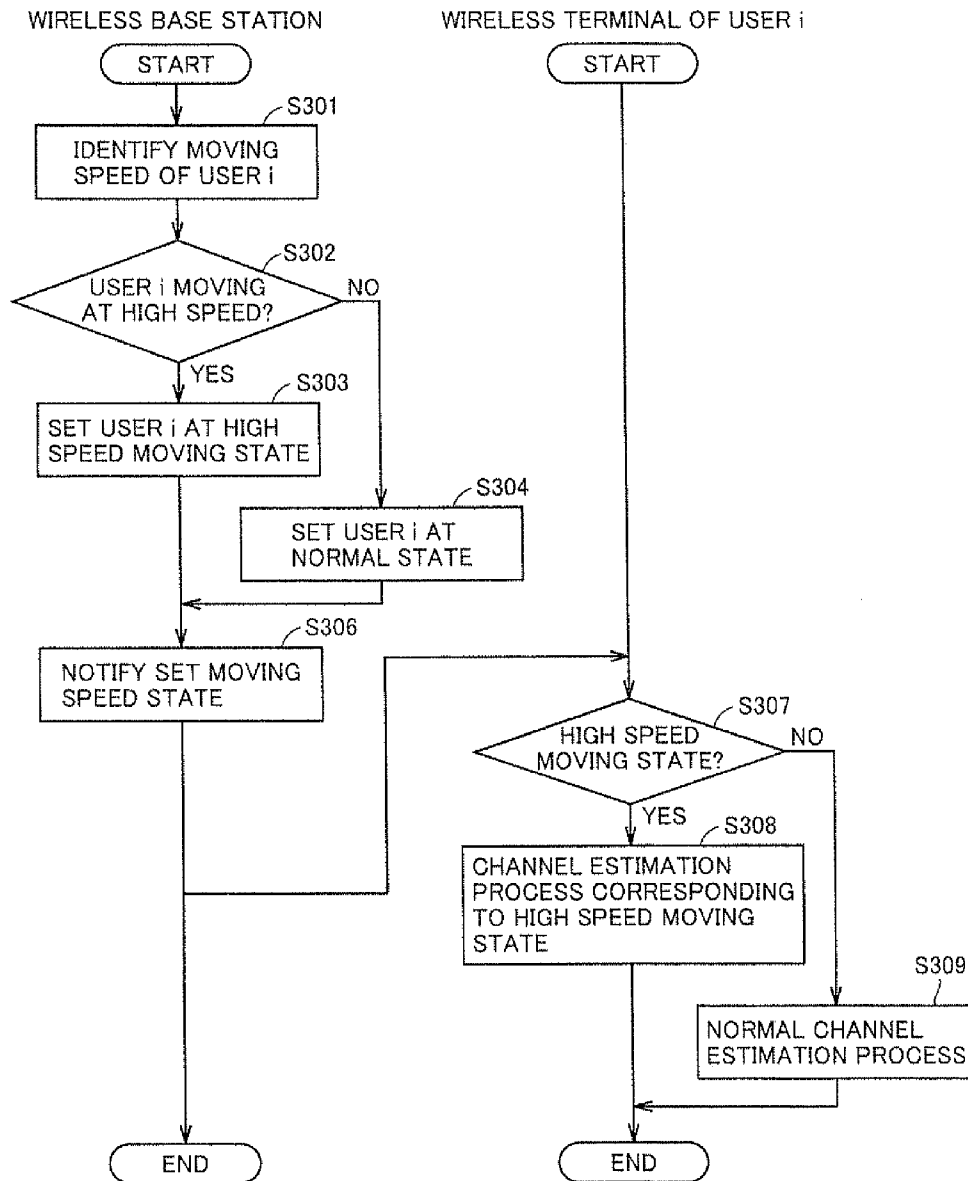 WIRELESS BASE STATION
START
S301
IDENTIFY MOVING
SPEED OF USER i
S302
USER i MOVING
AT HIGH SPEED?
NO
YES
S303
SET USER i AT HIGH
SPEED MOVING STATE
S304
SET USER i AT
NORMAL STATE
S306
NOTIFY SET MOVING
SPEED STATE
END
WIRELESS TERMINAL OF USER i
START
S307
HIGH SPEED
MOVING STATE?
NO
YES
S308
CHANNEL ESTIMATION
PROCESS CORRESPONDING
TO HIGH SPEED MOVING
STATE
S309
NORMAL CHANNEL
ESTIMATION PROCESS
END